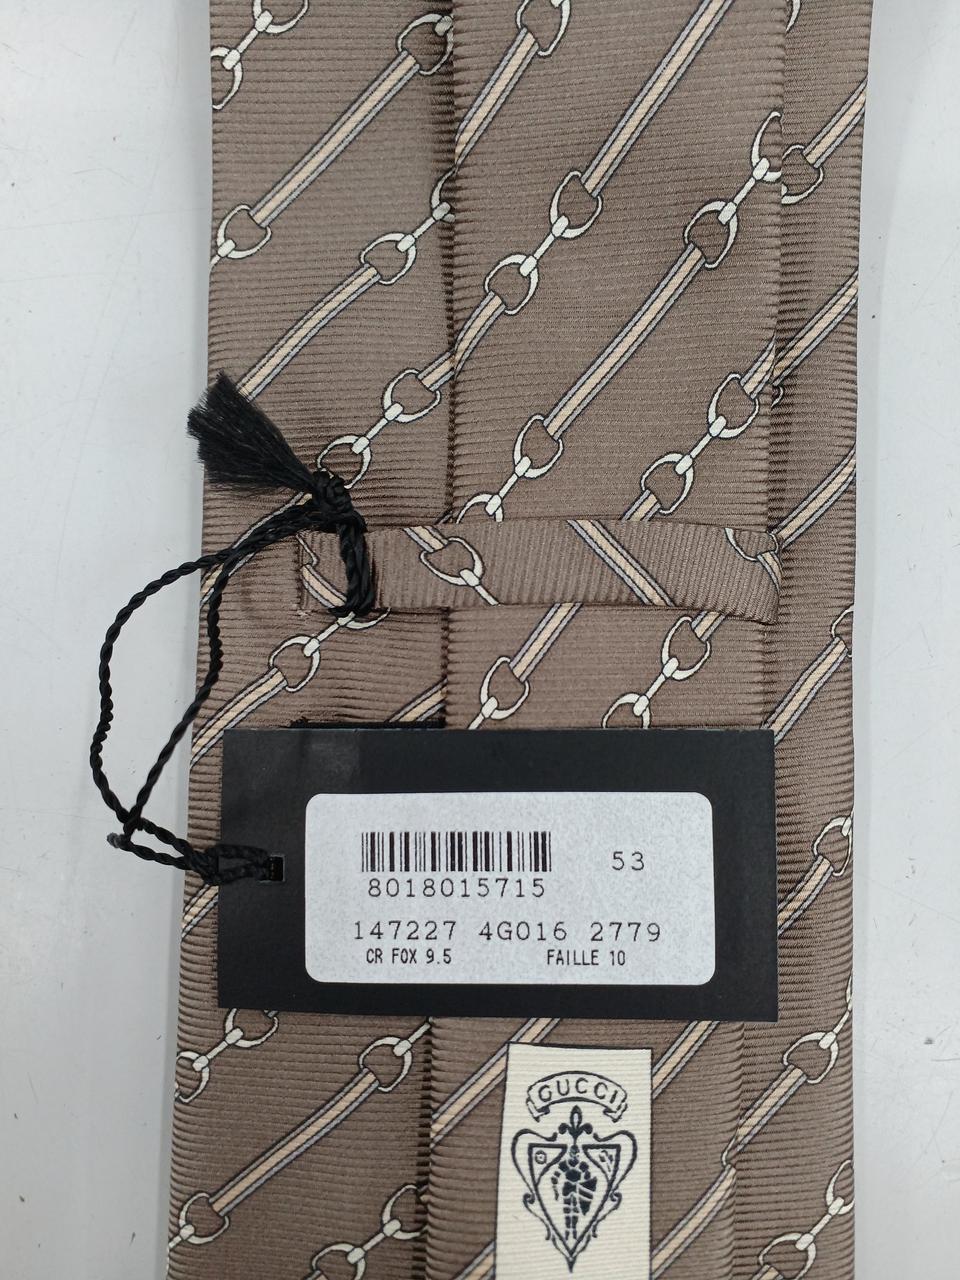 53
8018015715
147227 4G016 2779
CR FOX 9.5 FAILLE 10
GUCCI